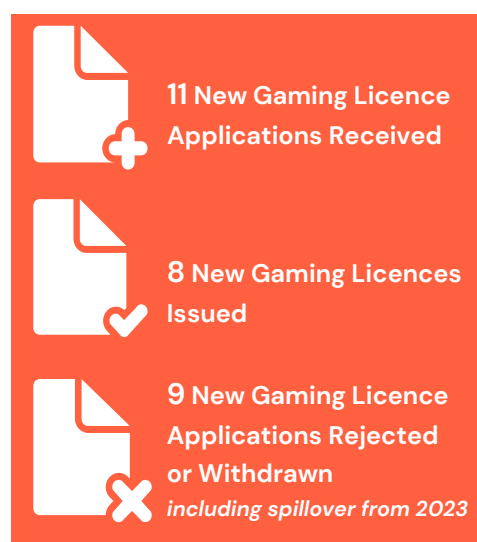 11 New Gaming Licence
Applications Received
8 New Gaming Licences
Issued
9 New Gaming Licence
Applications Rejected
or Withdrawn
including spillover from 2023